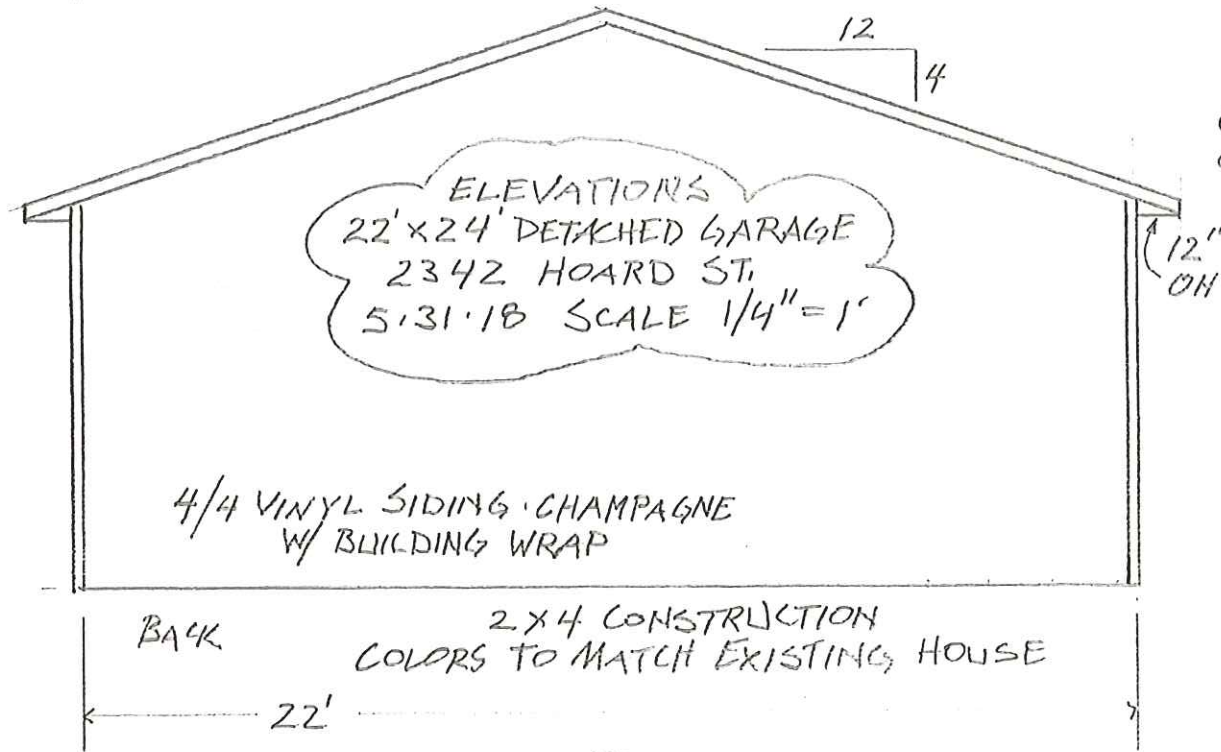 12
4
ELEVATIONS
22' x 24' DETACHED GARAGE
2342 HOARD ST.
5·31·18 SCALE 1/4" = 1'
12"
OH
4/4 VINYL SIDING · CHAMPAGNE
W/ BUILDING WRAP
BACK
2 X 4 CONSTRUCTION
COLORS TO MATCH EXISTING HOUSE
22'